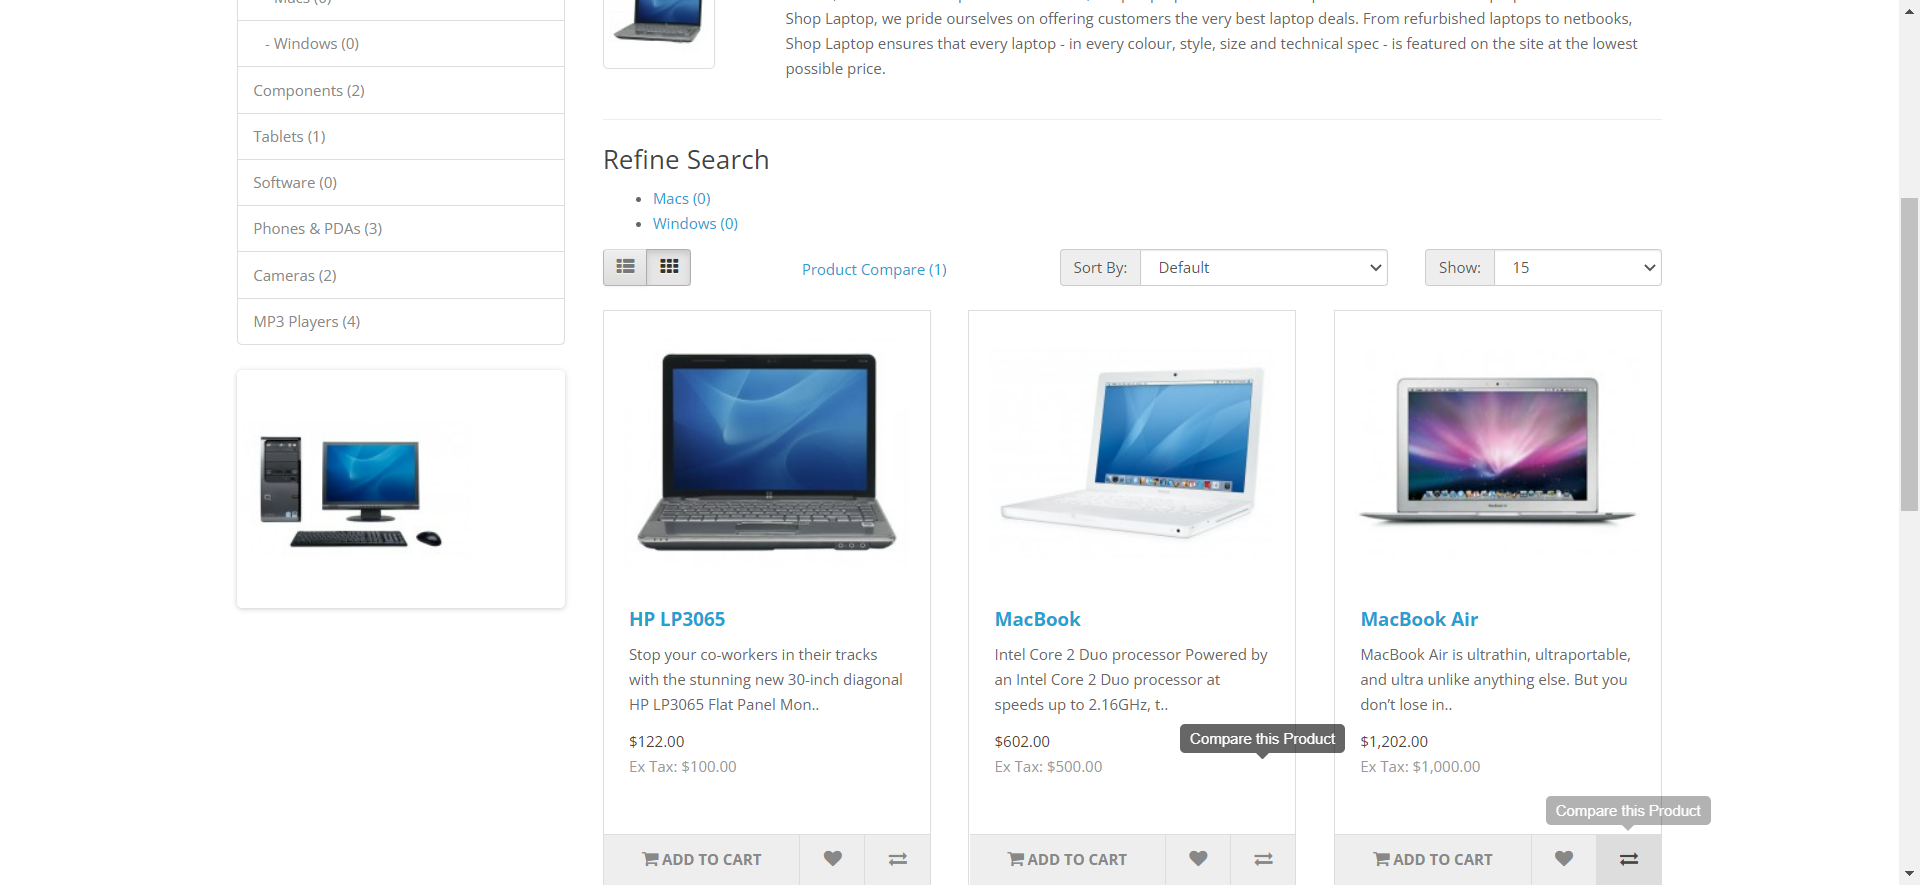 - Windows (0)
Components (2)
Tablets (1)
Software (0)
Phones & PDAs (3)
Cameras (2)
MP3 Players (4)
Shop Laptop, we pride ourselves on offering customers the very best laptop deals. From refurbished laptops to netbooks,
Shop Laptop ensures that every laptop - in every colour, style, size and technical spec - is featured on the site at the lowest
possible price.
Refine Search
Macs (0)
Windows (0)
Product Compare (1)
Sort By: Default
Show: 15
HP LP3065
Stop your co-workers in their tracks
with the stunning new 30-inch diagonal
HP LP3065 Flat Panel Mon..
$122.00
Ex Tax: $100.00
ADD TO CART
MacBook
Intel Core 2 Duo processor Powered by
an Intel Core 2 Duo processor at
speeds up to 2.16GHz, t..
Compare this Product
$602.00
Ex Tax: $500.00
ADD TO CART
MacBook Air
MacBook Air is ultrathin, ultraportable,
and ultra unlike anything else. But you
don’t lose in..
$1,202.00
Ex Tax: $1,000.00
Compare this Product
ADD TO CART